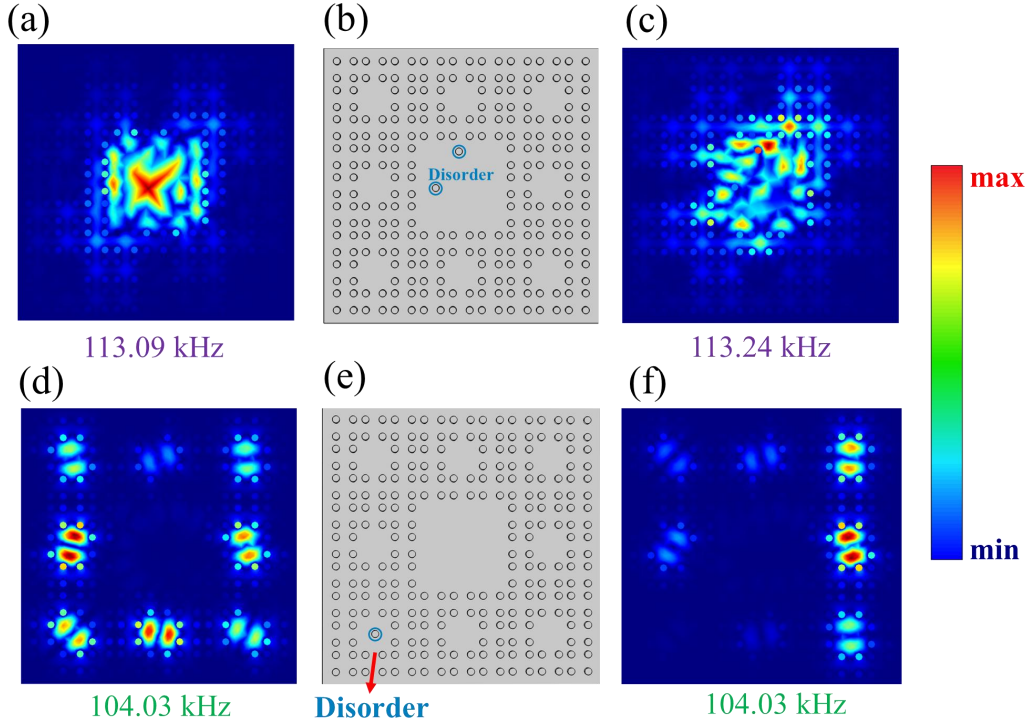 (a)
(b)
(c)
Disorder
113.09 kHz
113.24 kHz
max
min
(d)
(e)
(f)
104.03 kHz
Disorder
104.03 kHz